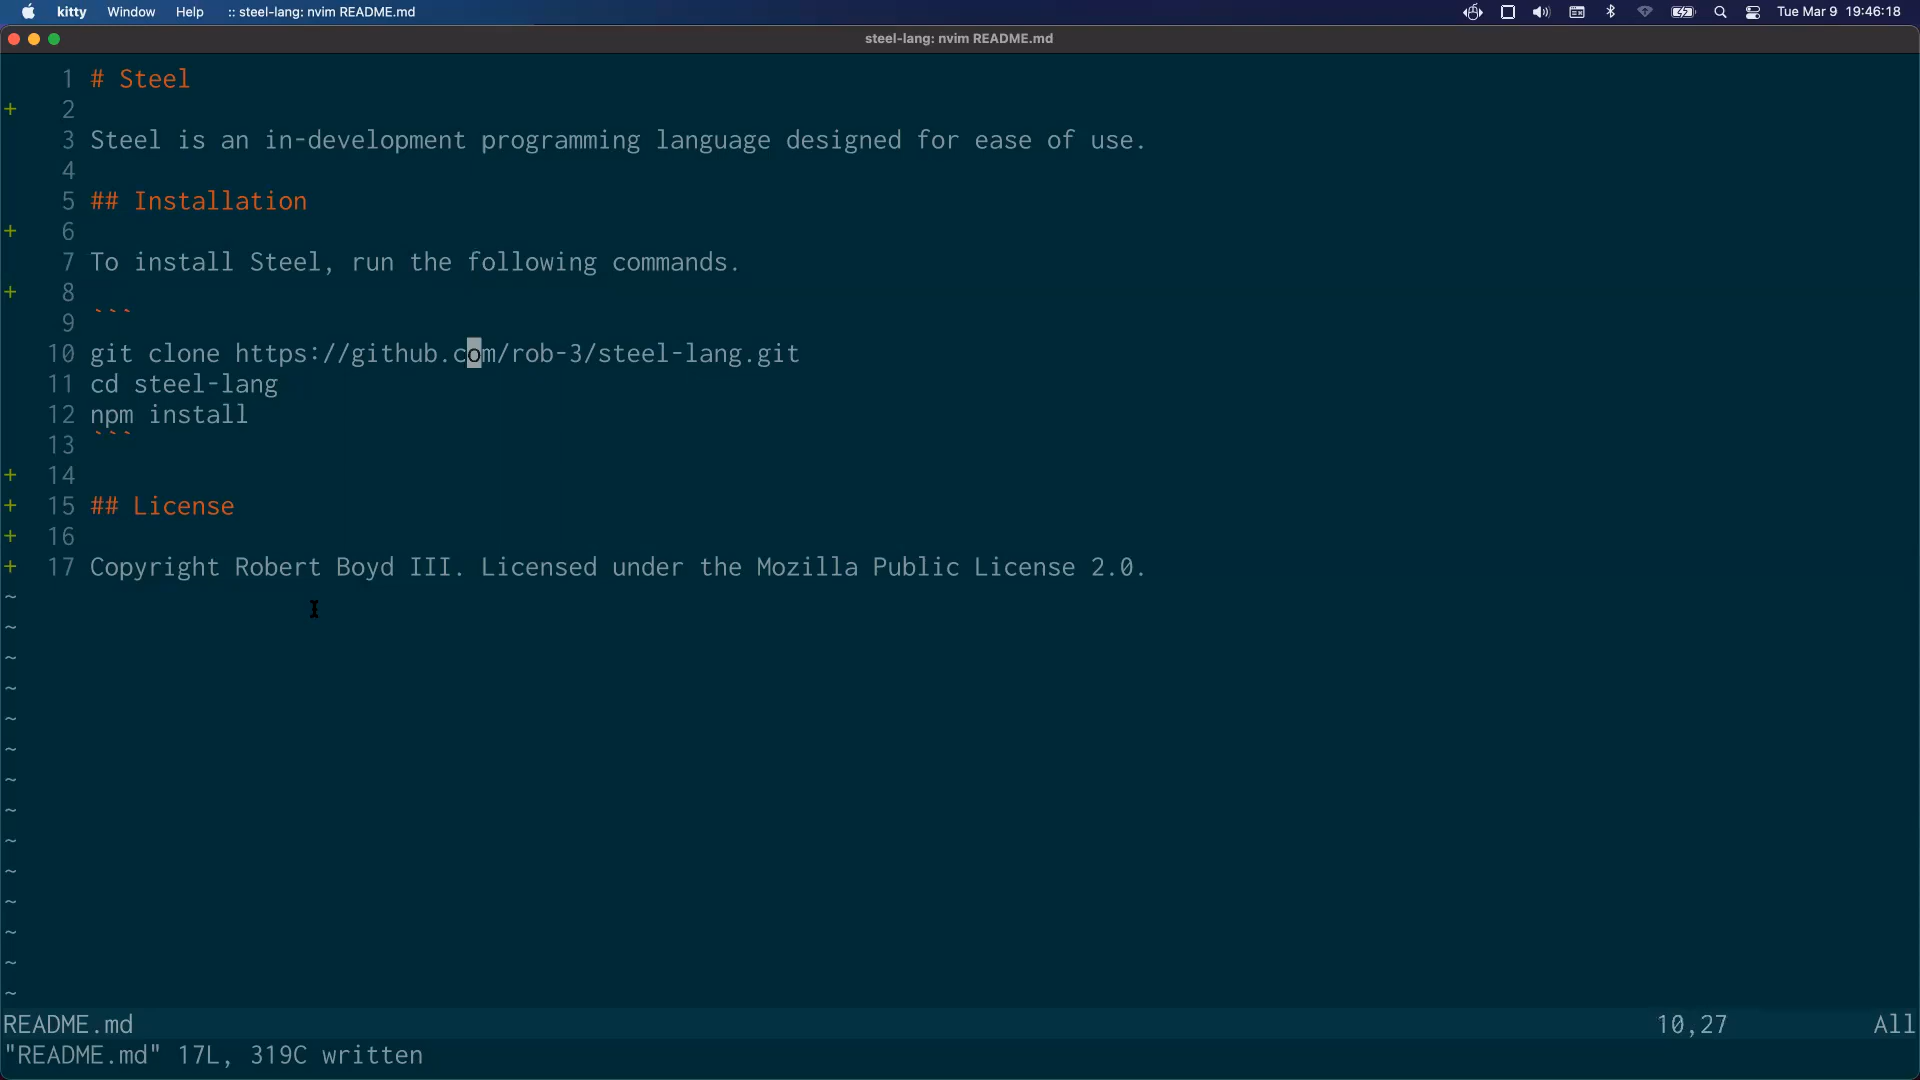 kitty Window Help :: steel-lang: nvim README.md Tue Mar 9 19:46:18
steel-lang: nvim README.md
1 # Steel
+ 2
3 Steel is an in-development programming language designed for ease of use.
4
5 ## Installation
+ 6
7 To install Steel, run the following commands.
+ 8
9 ```
10 git clone https://github.com/rob-3/steel-lang.git
11 cd steel-lang
12 npm install
13 ```
+ 14
+ 15 ## License
+ 16
+ 17 Copyright Robert Boyd III. Licensed under the Mozilla Public License 2.0.
~
~
~
~
~
~
~
~
~
~
~
~
~
~
README.md 10,27 All
"README.md" 17L, 319C written